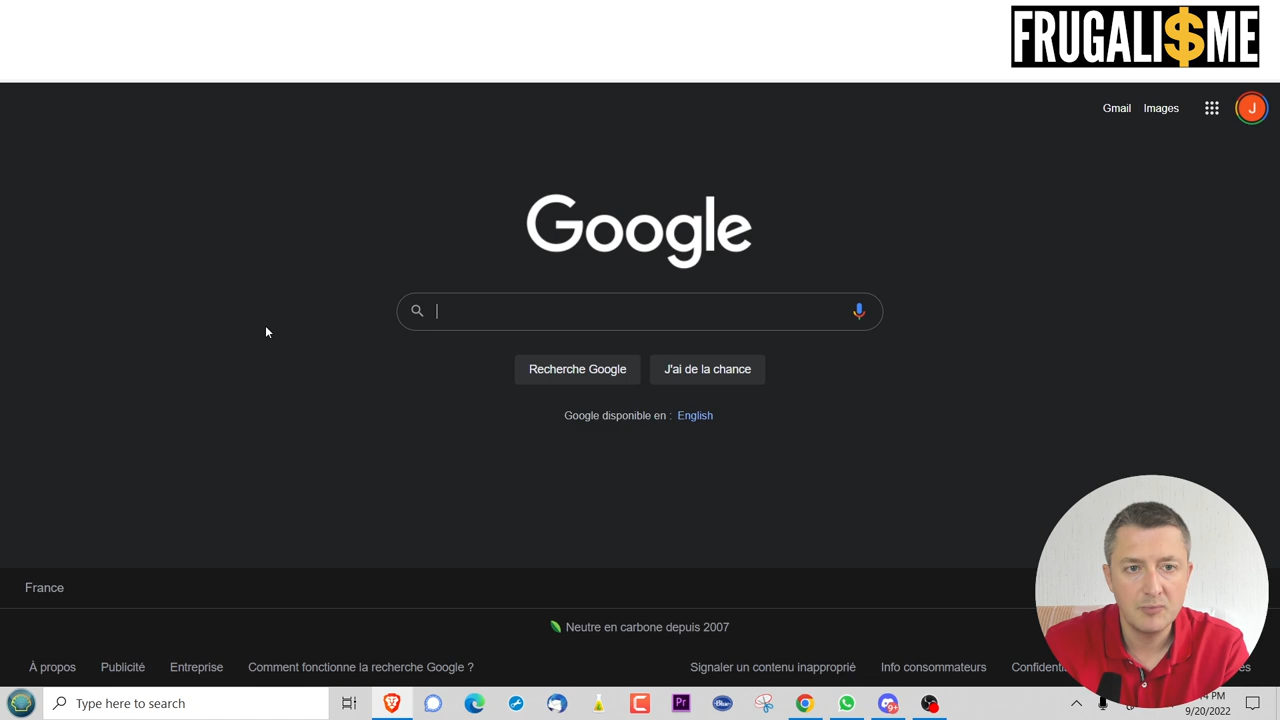 FRUGALI$ME
Gmail Images
J
Google
Recherche Google J'ai de la chance
Google disponible en : English
France
Neutre en carbone depuis 2007
À propos Publicité Entreprise Comment fonctionne la recherche Google ? Signaler un contenu inapproprié Info consommateurs
Type here to search
PM
9/20/2022